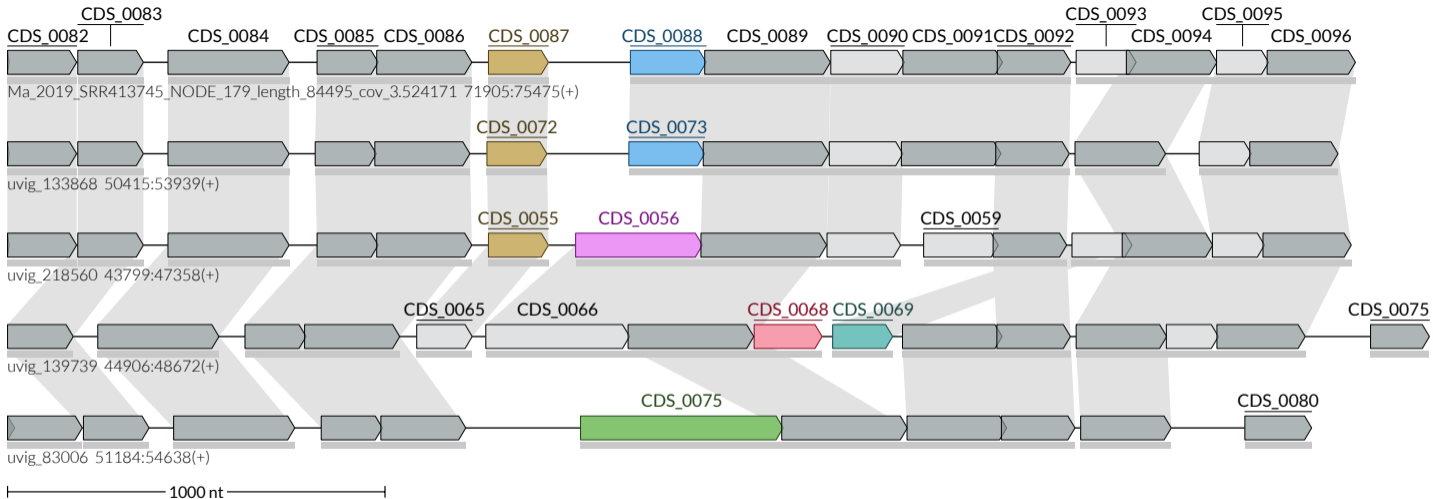 CDS_0083 CDS_0093 CDS_0095
CDS_0082 CDS_0084 CDS_0085 CDS_0086 CDS_0087 CDS_0088 CDS_0089 CDS_0090 CDS_0091 CDS_0092 CDS_0094 CDS_0096
Ma_2019_SRR413745_NODE_179_length_84495_cov_3.524171 71905:75475(+)
CDS_0072 CDS_0073
uvig_133868 50415:53939(+)
CDS_0055 CDS_0056 CDS_0059
uvig_218560 43799:47358(+)
CDS_0065 CDS_0066 CDS_0068 CDS_0069 CDS_0075
uvig_139739 44906:48672(+)
CDS_0075 CDS_0080
uvig_83006 51184:54638(+)
1000 nt